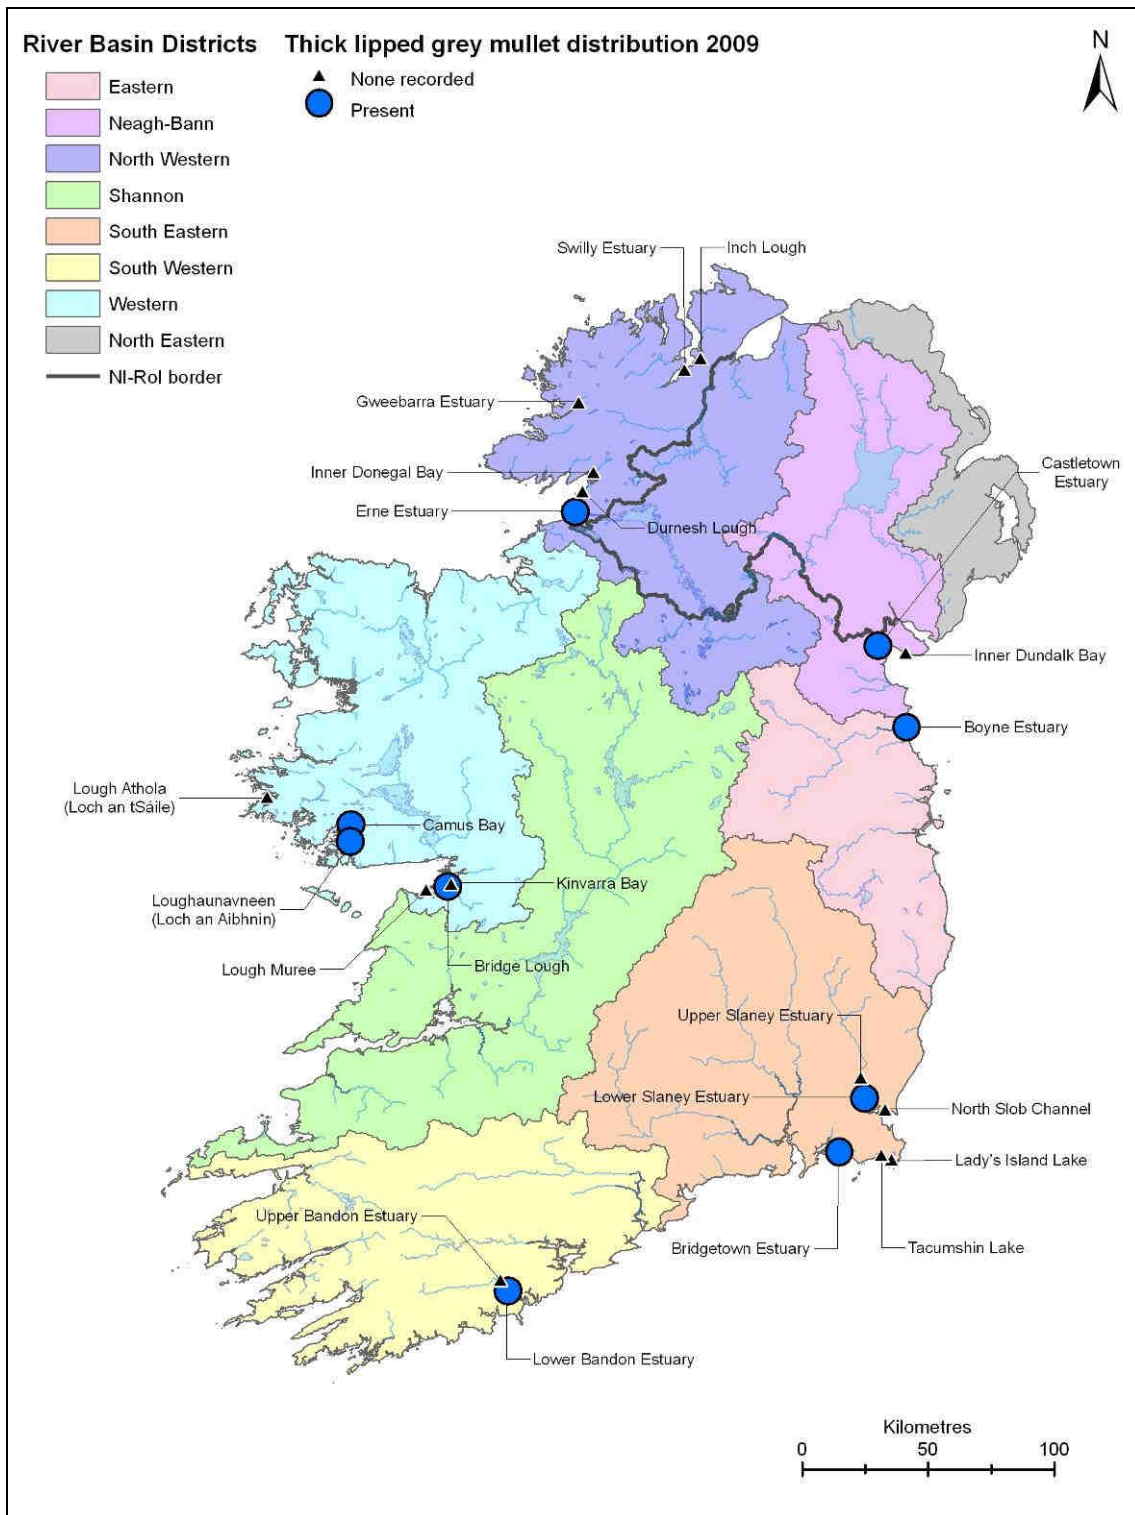 River Basin Districts
Eastern
Neagh-Bann
North Western
Shannon
South Eastern
South Western
Western
North Eastern
NI-RoI border
Thick lipped grey mullet distribution 2009
None recorded
Present
N
Swilly Estuary
Inch Lough
Gweebarra Estuary
Inner Donegal Bay
Castletown
Estuary
Erne Estuary
Durnesh Lough
Inner Dundalk Bay
Boyne Estuary
Lough Athola
(Loch an tSáile)
Camus Bay
Kinvarra Bay
Loughaunavneen
(Loch an Aibhnin)
Lough Muree
Bridge Lough
Upper Slaney Estuary
Lower Slaney Estuary
North Slob Channel
Lady's Island Lake
Upper Bandon Estuary
Bridgetown Estuary
Tacumshin Lake
Lower Bandon Estuary
Kilometres
0 50 100